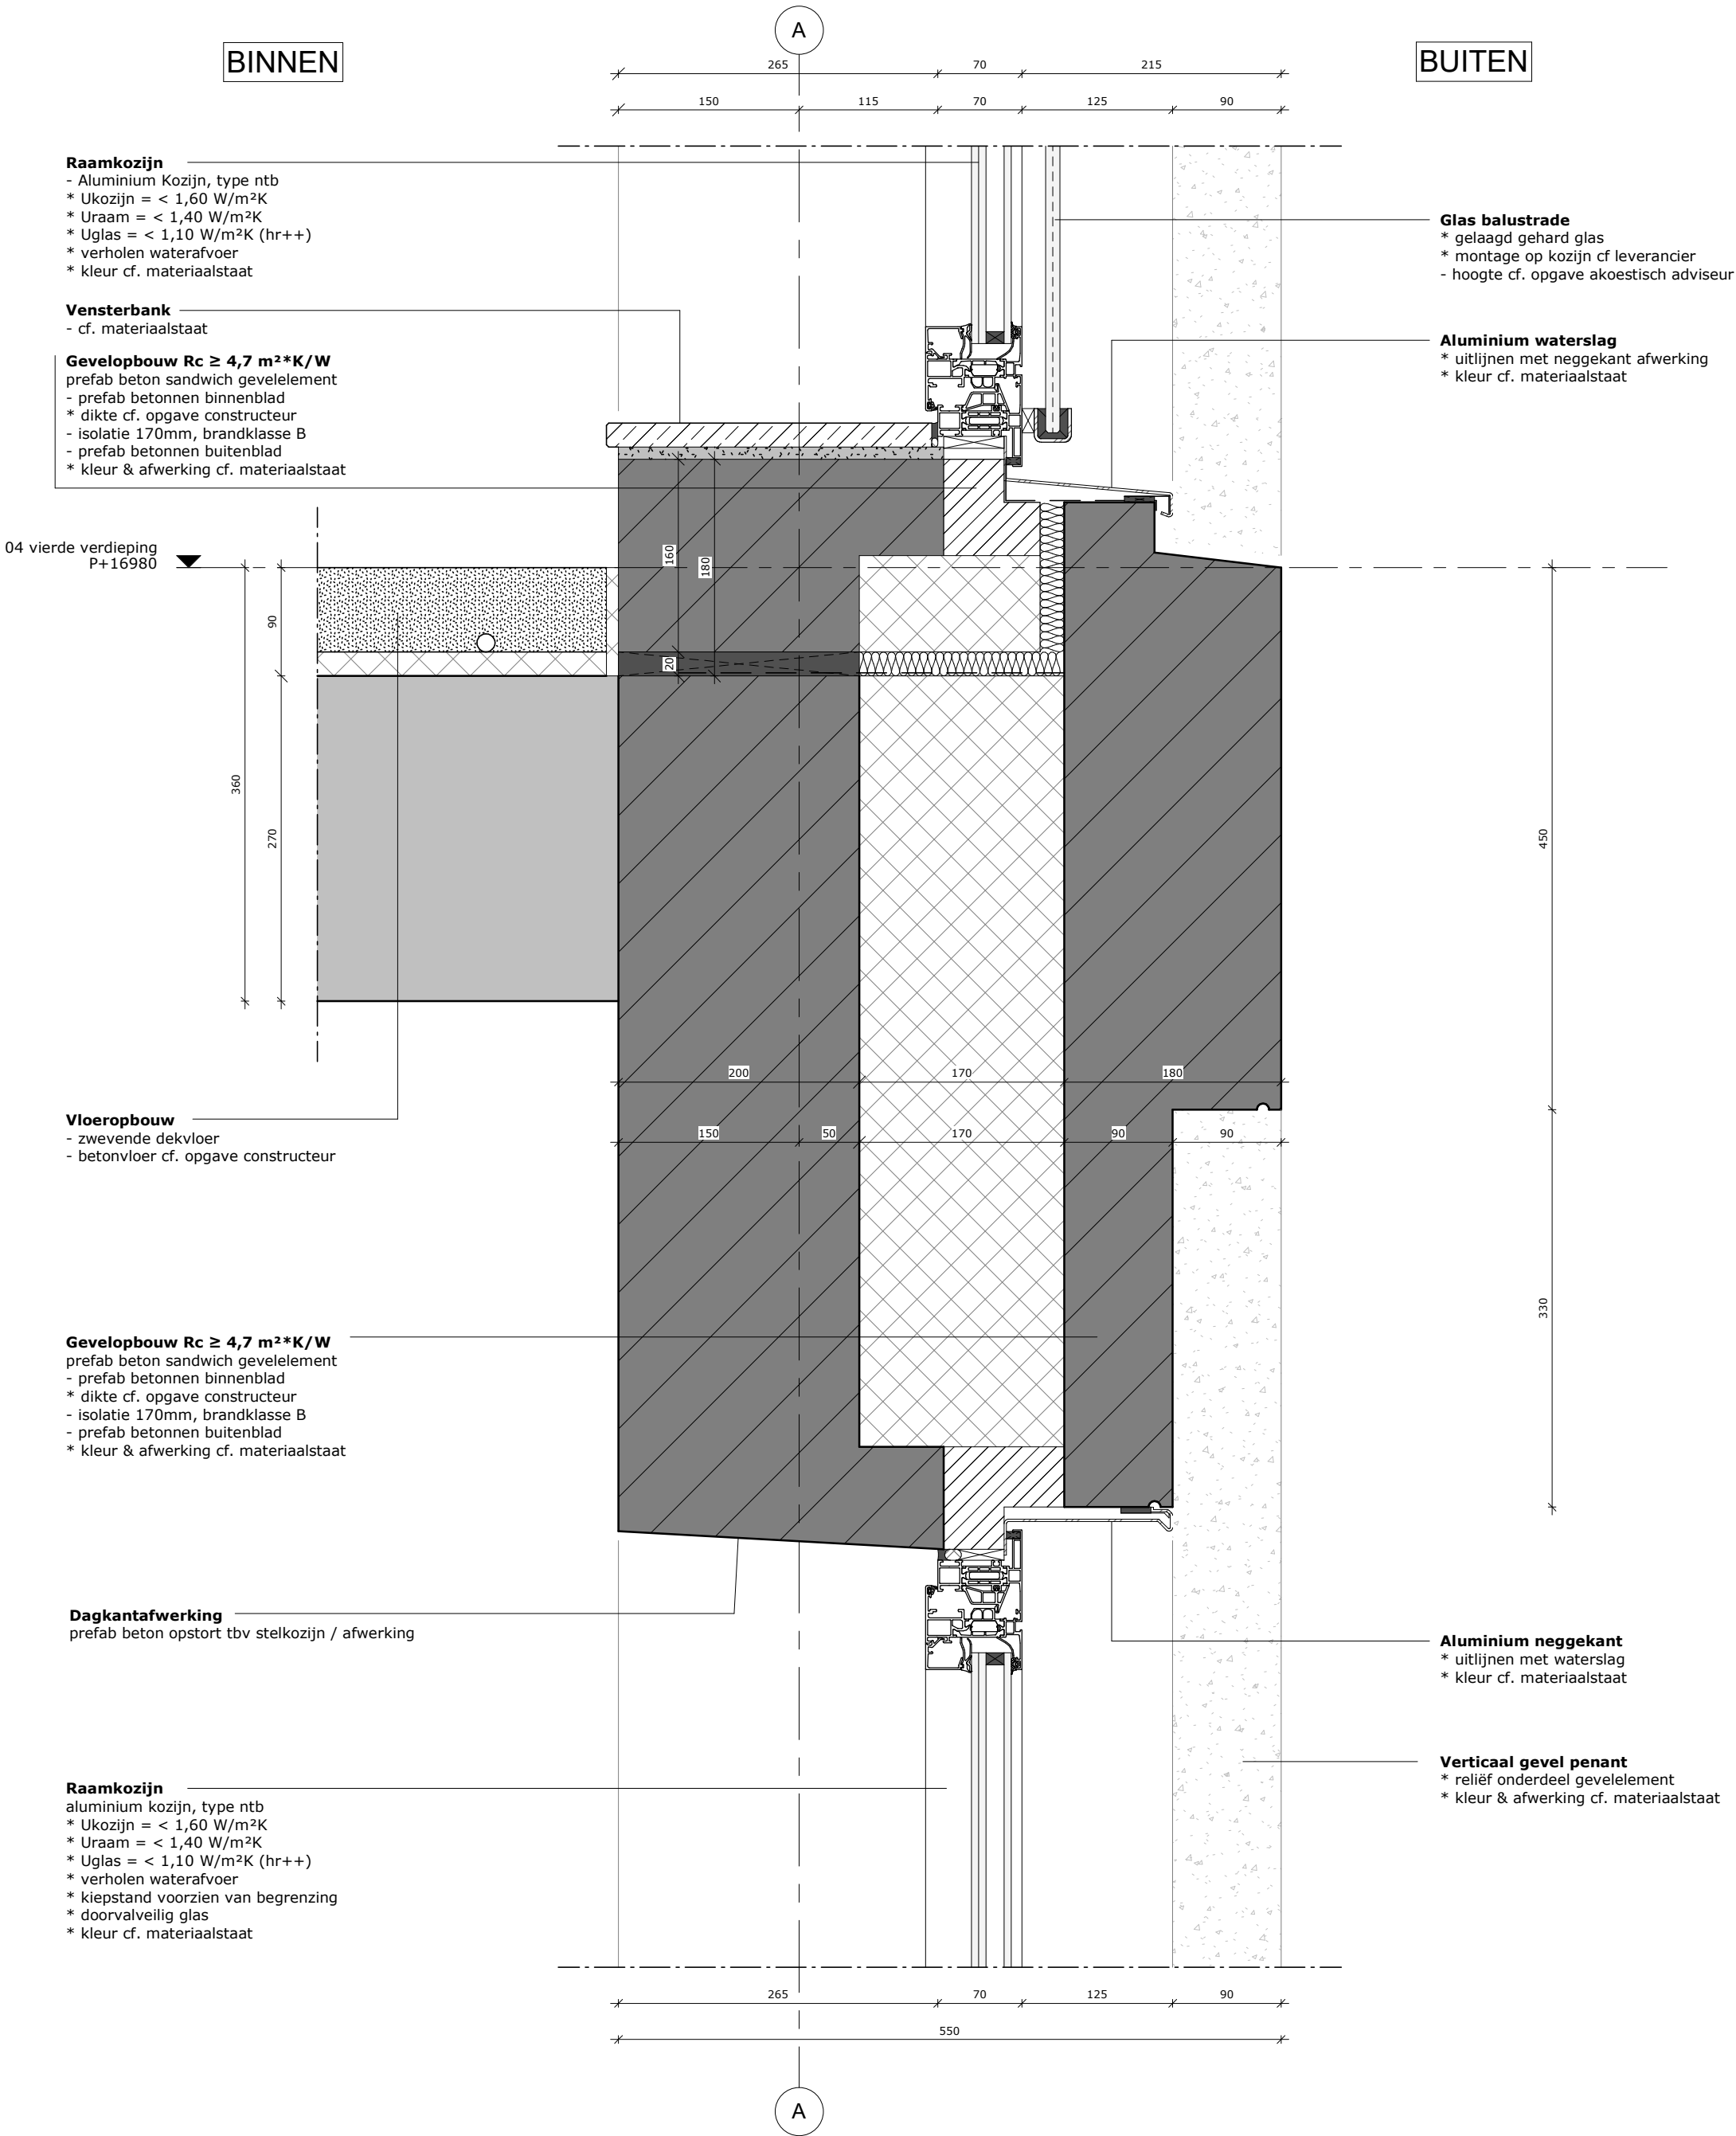 A
BINNEN
BUITEN
265 70 215
150 115 70 125 90
Raamkozijn
- Aluminium Kozijn, type ntb
* Ukozijn = < 1,60 W/m²K
* Uraam = < 1,40 W/m²K
* Uglas = < 1,10 W/m²K (hr++)
* verholen waterafvoer
* kleur cf. materiaalstaat
Glas balustrade
* gelaagd gehard glas
* montage op kozijn cf leverancier
- hoogte cf. opgave akoestisch adviseur
Vensterbank
- cf. materiaalstaat
Aluminium waterslag
* uitlijnen met neggekant afwerking
* kleur cf. materiaalstaat
Gevelopbouw Rc ≥ 4,7 m²*K/W
prefab beton sandwich gevelelement
- prefab betonnen binnenblad
* dikte cf. opgave constructeur
- isolatie 170mm, brandklasse B
- prefab betonnen buitenblad
* kleur & afwerking cf. materiaalstaat
04 vierde verdieping
P+16980
160
180
20
90
360
270
450
200 170 180
150 50 170 90 90
Vloeropbouw
- zwevende dekvloer
- betonvloer cf. opgave constructeur
330
Gevelopbouw Rc ≥ 4,7 m²*K/W
prefab beton sandwich gevelelement
- prefab betonnen binnenblad
* dikte cf. opgave constructeur
- isolatie 170mm, brandklasse B
- prefab betonnen buitenblad
* kleur & afwerking cf. materiaalstaat
Dagkantafwerking
prefab beton opstort tbv stelkozijn / afwerking
Aluminium neggekant
* uitlijnen met waterslag
* kleur cf. materiaalstaat
Verticaal gevel penant
* reliëf onderdeel gevelelement
* kleur & afwerking cf. materiaalstaat
Raamkozijn
aluminium kozijn, type ntb
* Ukozijn = < 1,60 W/m²K
* Uraam = < 1,40 W/m²K
* Uglas = < 1,10 W/m²K (hr++)
* verholen waterafvoer
* kiepstand voorzien van begrenzing
* doorvalveilig glas
* kleur cf. materiaalstaat
265 70 125 90
550
A